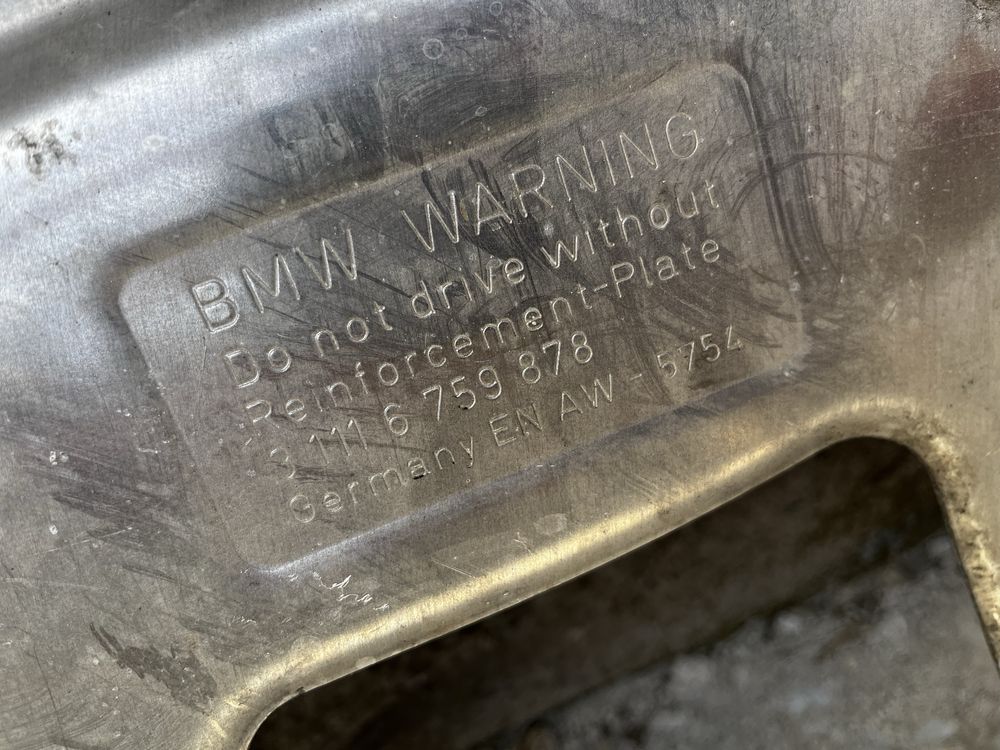 BMW WARNING
Do not drive without
Reinforcement-Plate
3 111 6 759 878
Germany EN AW - 5754